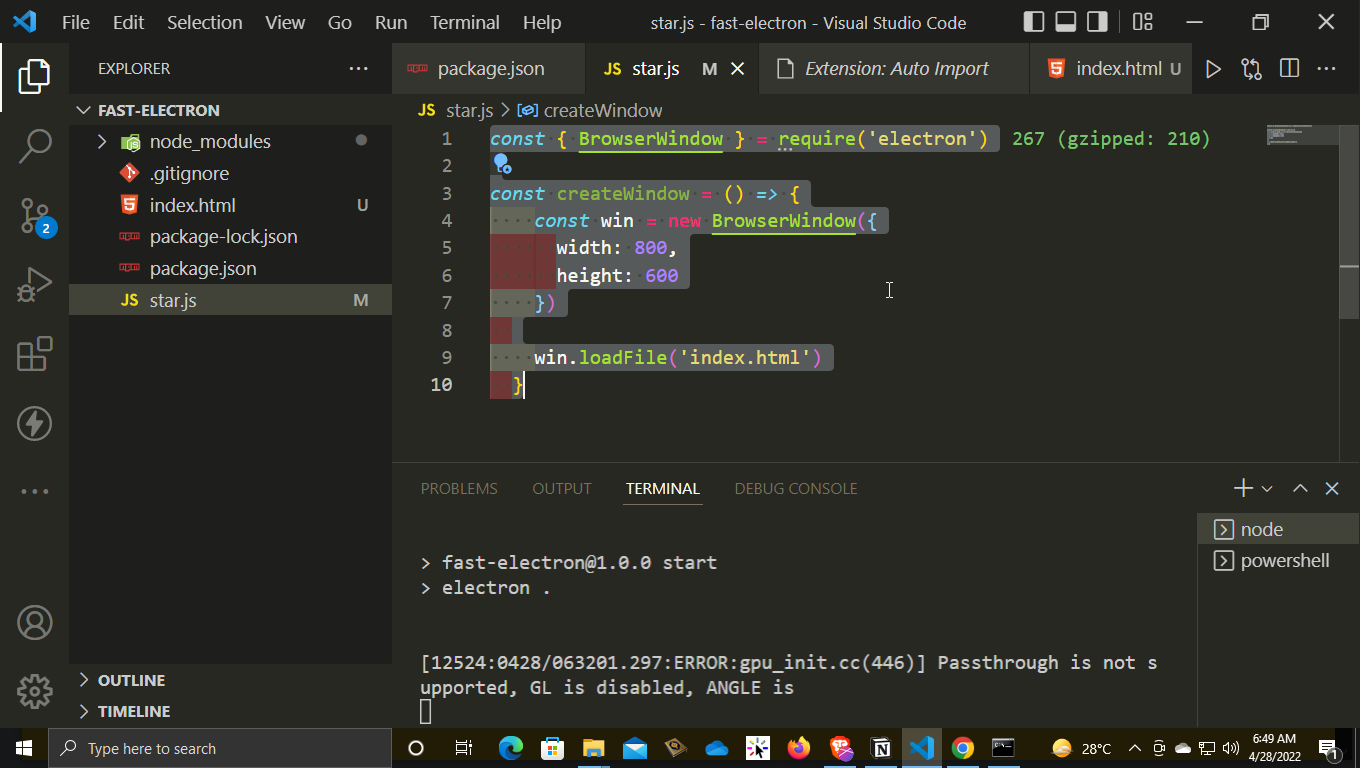 File Edit Selection View Go Run Terminal Help star.js - fast-electron - Visual Studio Code
EXPLORER
package.json
JS star.js M
Extension: Auto Import
index.html U
FAST-ELECTRON
node_modules
.gitignore
index.html U
package-lock.json
package.json
JS star.js M
2
OUTLINE
TIMELINE
JS star.js > createWindow
1 const { BrowserWindow } = require('electron') 267 (gzipped: 210)
2
3 const createWindow = () => {
4 const win = new BrowserWindow({
5 width: 800,
6 height: 600
7 })
8
9 win.loadFile('index.html')
10 }
PROBLEMS OUTPUT TERMINAL DEBUG CONSOLE
> fast-electron@1.0.0 start
> electron .
[12524:0428/063201.297:ERROR:gpu_init.cc(446)] Passthrough is not s
upported, GL is disabled, ANGLE is
node
powershell
Type here to search
28°C
6:49 AM
4/28/2022
1